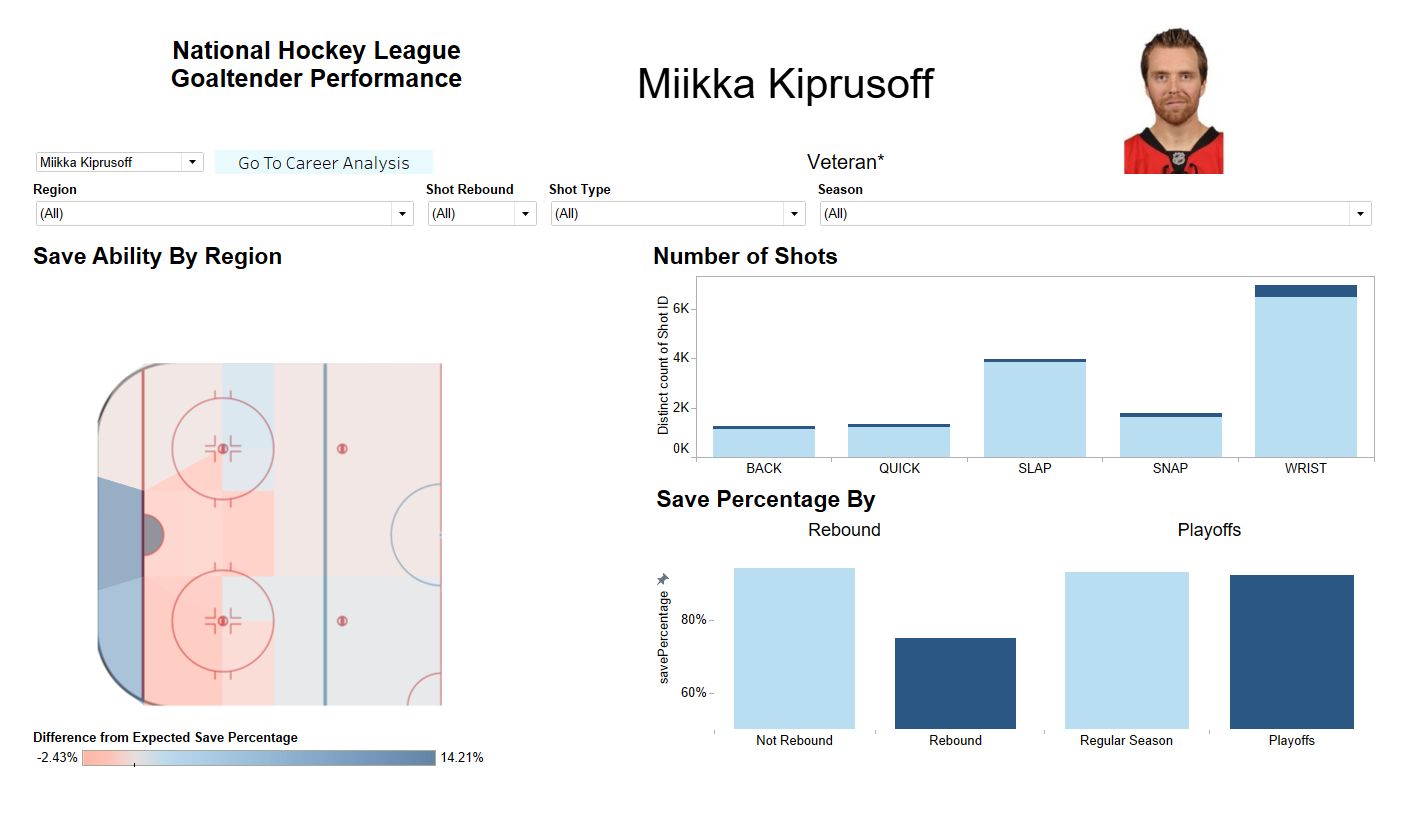 National Hockey League
Goaltender Performance
Miikka Kiprusoff
Miikka Kiprusoff
Go To Career Analysis
Veteran*
Region
Shot Rebound
Shot Type
Season
(All)
(All)
(All)
(All)
Save Ability By Region
Number of Shots
Distinct count of Shot ID
6K
4K
2K
0K
BACK
QUICK
SLAP
SNAP
WRIST
Save Percentage By
Rebound
Playoffs
savePercentage
80%
60%
Not Rebound
Rebound
Regular Season
Playoffs
Difference from Expected Save Percentage
-2.43%
14.21%